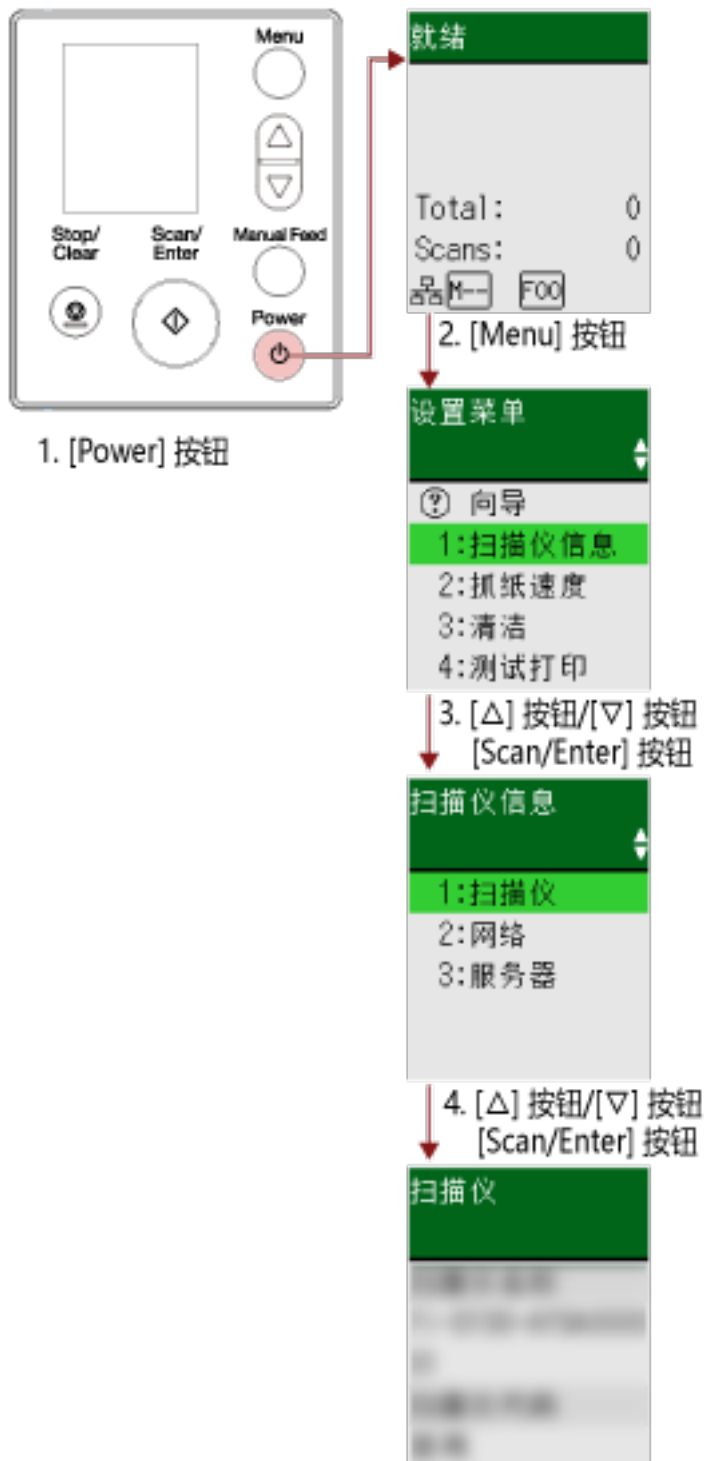 Menu
Stop/
Clear
Scan/
Enter
Manual Feed
Power
1. [Power] 按钮
就绪
Total: 0
Scans: 0
M-- F00
2. [Menu] 按钮
设置菜单
? 向导
1:扫描仪信息
2:抓纸速度
3:清洁
4:测试打印
3. [△] 按钮/[▽] 按钮
[Scan/Enter] 按钮
扫描仪信息
1:扫描仪
2:网络
3:服务器
4. [△] 按钮/[▽] 按钮
[Scan/Enter] 按钮
扫描仪